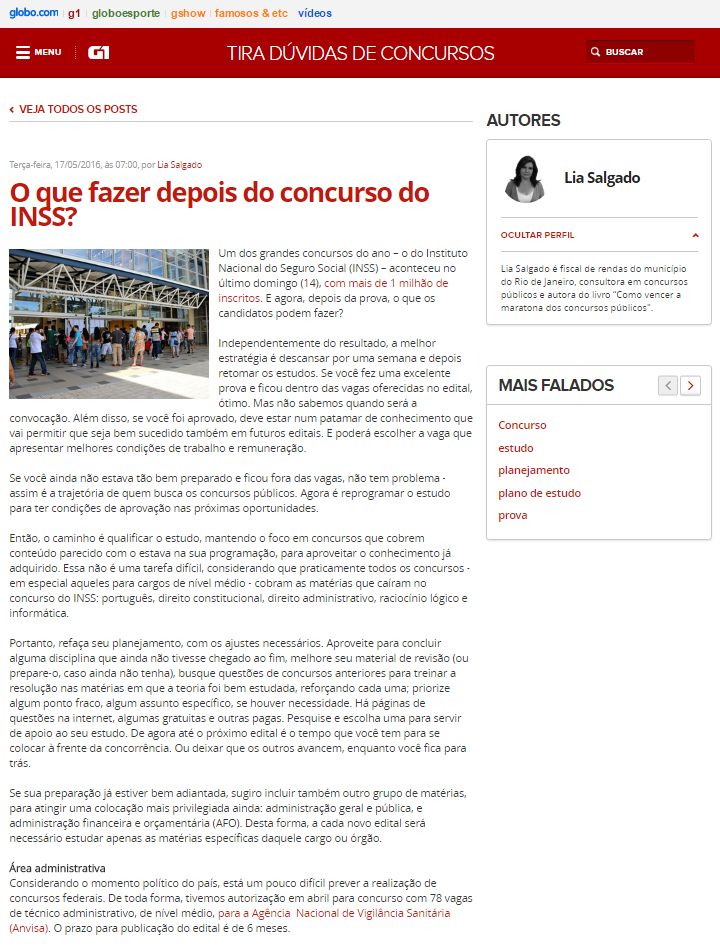 globo.com g1 globoesporte gshow famosos & etc vídeos
MENU G1 TIRA DÚVIDAS DE CONCURSOS BUSCAR
VEJA TODOS OS POSTS
Terça-feira, 17/05/2016, às 07:00, por Lia Salgado
O que fazer depois do concurso do
INSS?
Um dos grandes concursos do ano – o do Instituto
Nacional do Seguro Social (INSS) – aconteceu no
último domingo (14), com mais de 1 milhão de
inscritos. E agora, depois da prova, o que os
candidatos podem fazer?
Independentemente do resultado, a melhor
estratégia é descansar por uma semana e depois
retomar os estudos. Se você fez uma excelente
prova e ficou dentro das vagas oferecidas no edital,
ótimo. Mas não sabemos quando será a
convocação. Além disso, se você foi aprovado, deve estar num patamar de conhecimento que
vai permitir que seja bem sucedido também em futuros editais. E poderá escolher a vaga que
apresentar melhores condições de trabalho e remuneração.
Se você ainda não estava tão bem preparado e ficou fora das vagas, não tem problema -
assim é a trajetória de quem busca os concursos públicos. Agora é reprogramar o estudo
para ter condições de aprovação nas próximas oportunidades.
Então, o caminho é qualificar o estudo, mantendo o foco em concursos que cobrem
conteúdo parecido com o estava na sua programação, para aproveitar o conhecimento já
adquirido. Essa não é uma tarefa difícil, considerando que praticamente todos os concursos -
em especial aqueles para cargos de nível médio - cobram as matérias que caíram no
concurso do INSS: português, direito constitucional, direito administrativo, raciocínio lógico e
informática.
Portanto, refaça seu planejamento, com os ajustes necessários. Aproveite para concluir
alguma disciplina que ainda não tivesse chegado ao fim, melhore seu material de revisão (ou
prepare-o, caso ainda não tenha), busque questões de concursos anteriores para treinar a
resolução nas matérias em que a teoria foi bem estudada, reforçando cada uma; priorize
algum ponto fraco, algum assunto específico, se houver necessidade. Há páginas de
questões na internet, algumas gratuitas e outras pagas. Pesquise e escolha uma para servir
de apoio ao seu estudo. De agora até o próximo edital é o tempo que você tem para se
colocar à frente da concorrência. Ou deixar que os outros avancem, enquanto você fica para
trás.
Se sua preparação já estiver bem adiantada, sugiro incluir também outro grupo de matérias,
para atingir uma colocação mais privilegiada ainda: administração geral e pública, e
administração financeira e orçamentária (AFO). Desta forma, a cada novo edital será
necessário estudar apenas as matérias específicas daquele cargo ou órgão.
Área administrativa
Considerando o momento político do país, está um pouco difícil prever a realização de
concursos federais. De toda forma, tivemos autorização em abril para concurso com 78 vagas
de técnico administrativo, de nível médio, para a Agência Nacional de Vigilância Sanitária
(Anvisa). O prazo para publicação do edital é de 6 meses.
AUTORES
Lia Salgado
OCULTAR PERFIL
Lia Salgado é fiscal de rendas do município
do Rio de Janeiro, consultora em concursos
públicos e autora do livro "Como vencer a
maratona dos concursos públicos".
MAIS FALADOS
Concurso
estudo
planejamento
plano de estudo
prova